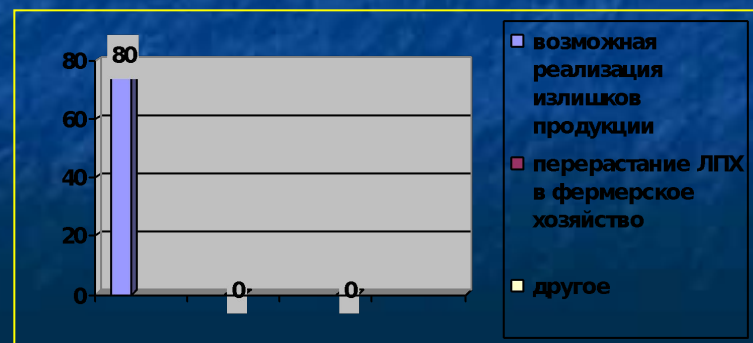 80
80
60
40
20
0
0
0
возможная
реализация
излишков
продукции
перерастание ЛПХ
в фермерское
хозяйство
другое